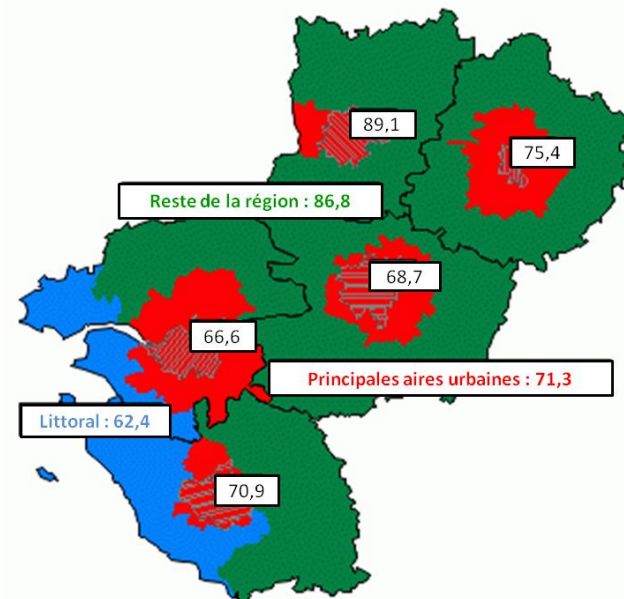 89,1
75,4
Reste de la région : 86,8
68,7
66,6
Principales aires urbaines : 71,3
Littoral : 62,4
70,9